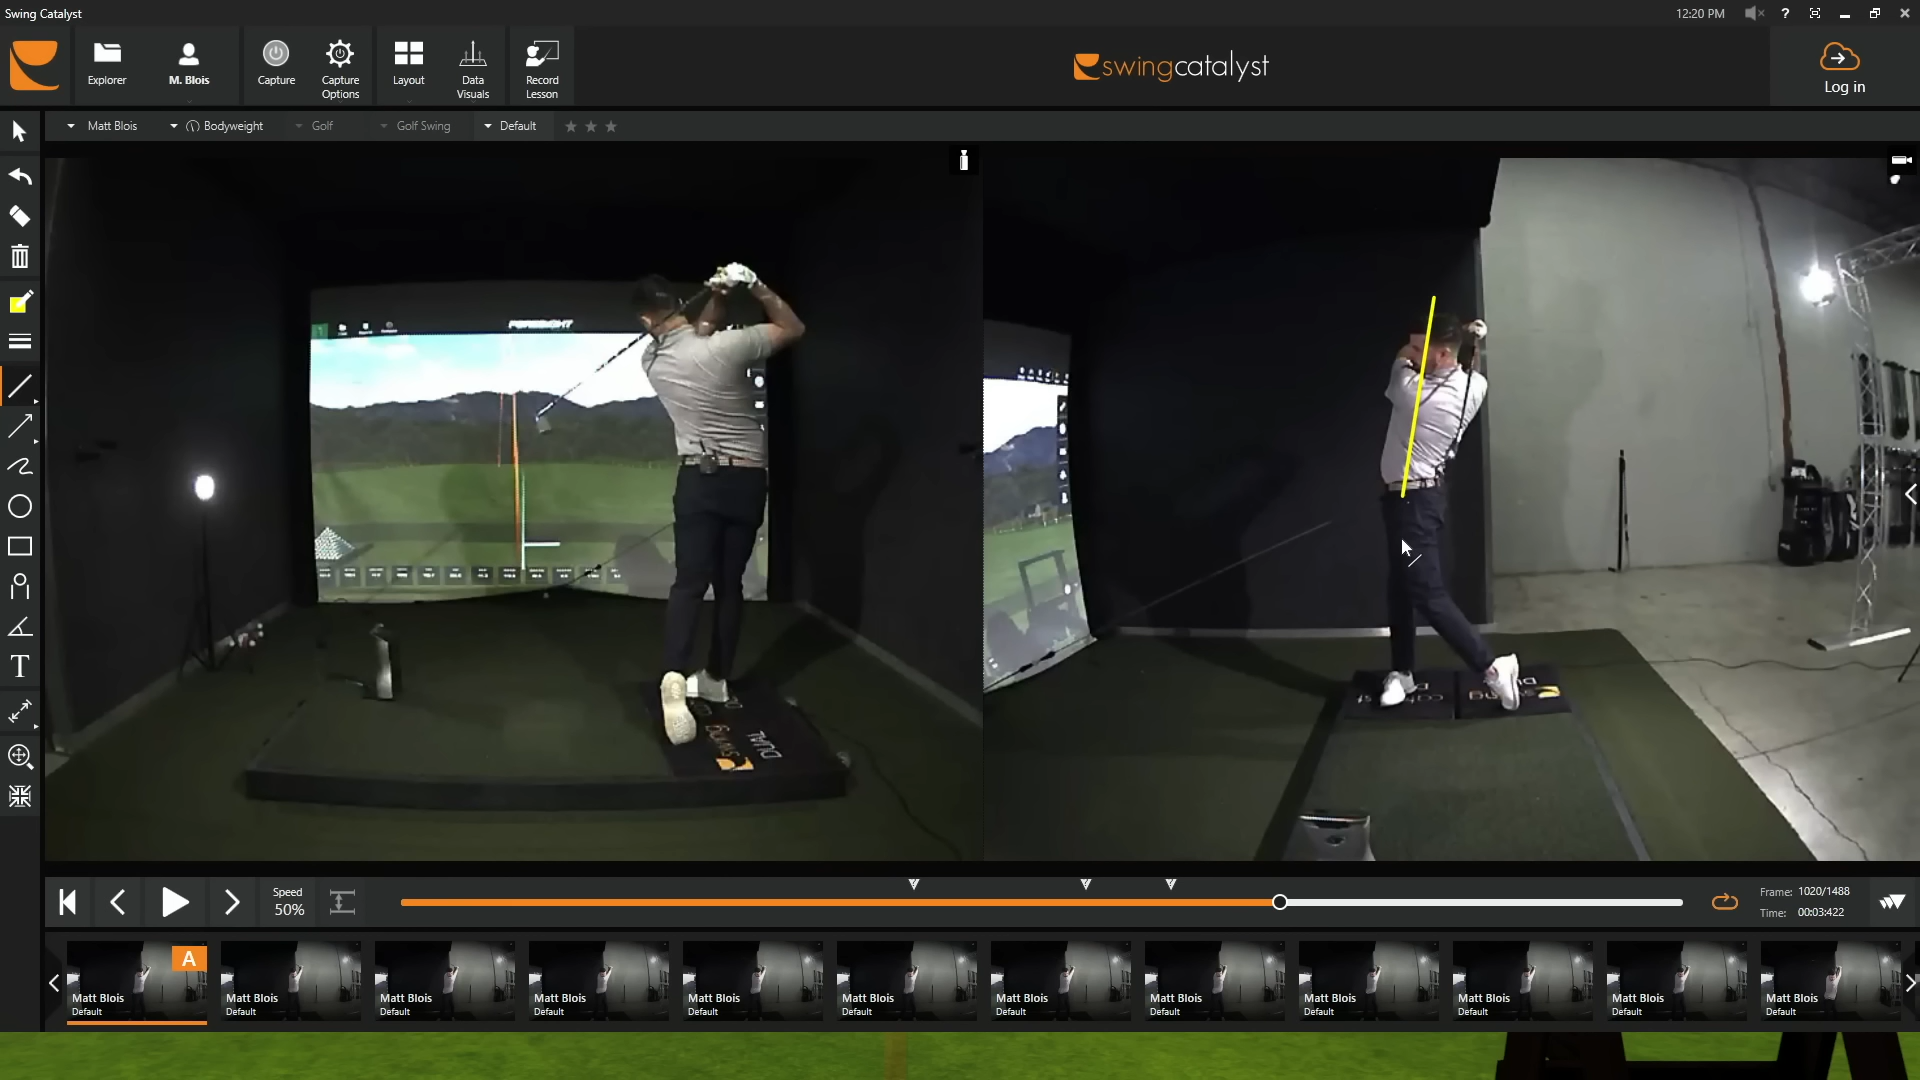 Swing Catalyst
12:20 PM
?
Explorer
M. Blois
Capture
Capture Options
Layout
Data Visuals
Record Lesson
swingcatalyst
Log in
Matt Blois
Bodyweight
Golf
Golf Swing
Default
FORESIGHT
T
DUAL
Speed
50%
Frame: 1020/1488
Time: 00:03:422
A
Matt Blois
Default
Matt Blois
Default
Matt Blois
Default
Matt Blois
Default
Matt Blois
Default
Matt Blois
Default
Matt Blois
Default
Matt Blois
Default
Matt Blois
Default
Matt Blois
Default
Matt Blois
Default
Matt Blois
Default